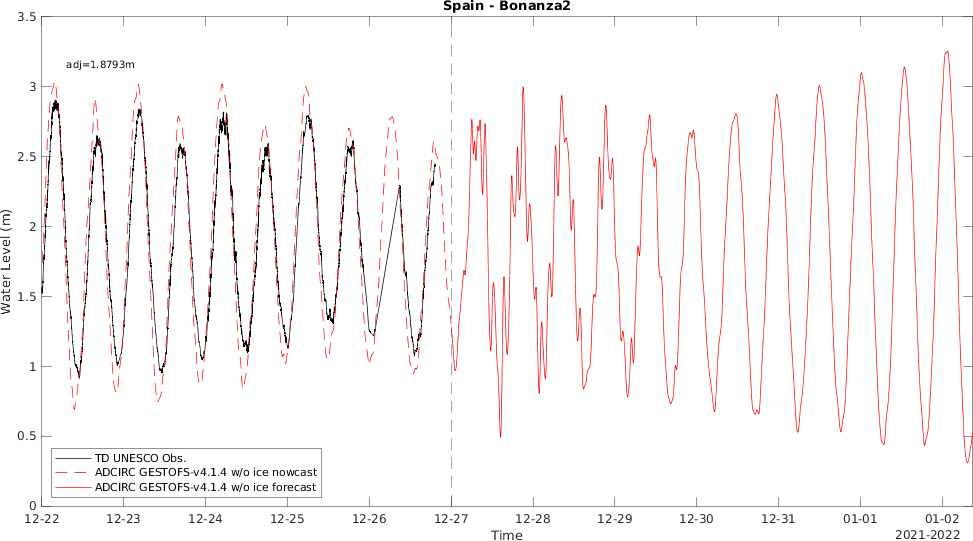 Spain - Bonanza2
adj=1.8793m
3.5
3
2.5
2
1.5
1
0.5
0
Water Level (m)
TD UNESCO Obs.
ADCIRC GESTOFS-v4.1.4 w/o ice nowcast
ADCIRC GESTOFS-v4.1.4 w/o ice forecast
12-22 12-23 12-24 12-25 12-26 12-27 12-28 12-29 12-30 12-31 01-01 01-02
Time
2021-2022